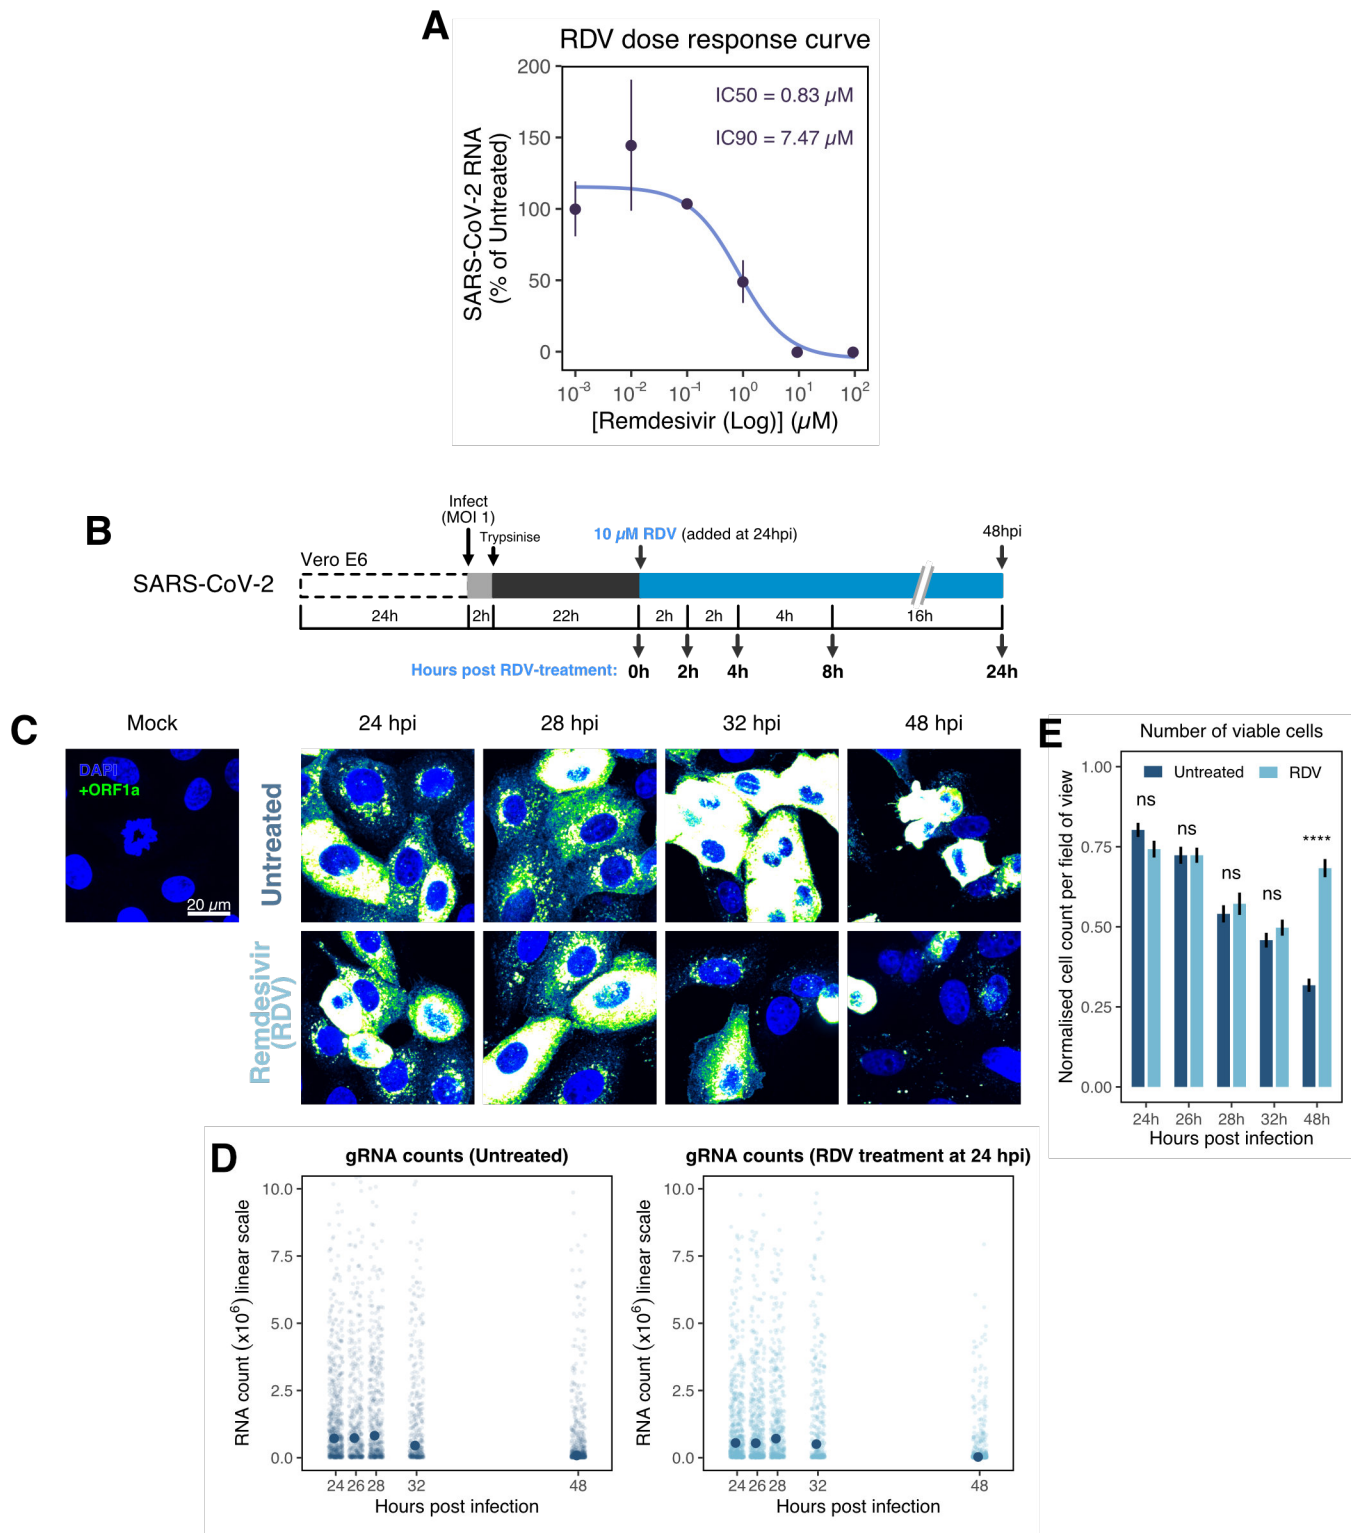 A
RDV dose response curve
IC50 = 0.83 µM
IC90 = 7.47 µM
SARS-CoV-2 RNA
(% of Untreated)
200
150
100
50
0
10⁻³ 10⁻² 10⁻¹ 10⁰ 10¹ 10²
[Remdesivir (Log)] (µM)
B
Infect
(MOI 1)
Trypsinise
10 µM RDV (added at 24hpi)
48hpi
Vero E6
SARS-CoV-2
24h 2h 22h 2h 2h 4h 16h
Hours post RDV-treatment: 0h 2h 4h 8h 24h
C
Mock
24 hpi
28 hpi
32 hpi
48 hpi
DAPI
+ORF1a
20 µm
Untreated
Remdesivir
(RDV)
E
Number of viable cells
Untreated RDV
Normalised cell count per field of view
1.00
0.75
0.50
0.25
0.00
ns
ns
ns
ns
****
24h 26h 28h 32h 48h
Hours post infection
D
gRNA counts (Untreated)
RNA count (x10⁶) linear scale
10.0
7.5
5.0
2.5
0.0
24 26 28 32 48
Hours post infection
gRNA counts (RDV treatment at 24 hpi)
RNA count (x10⁶) linear scale
10.0
7.5
5.0
2.5
0.0
24 26 28 32 48
Hours post infection